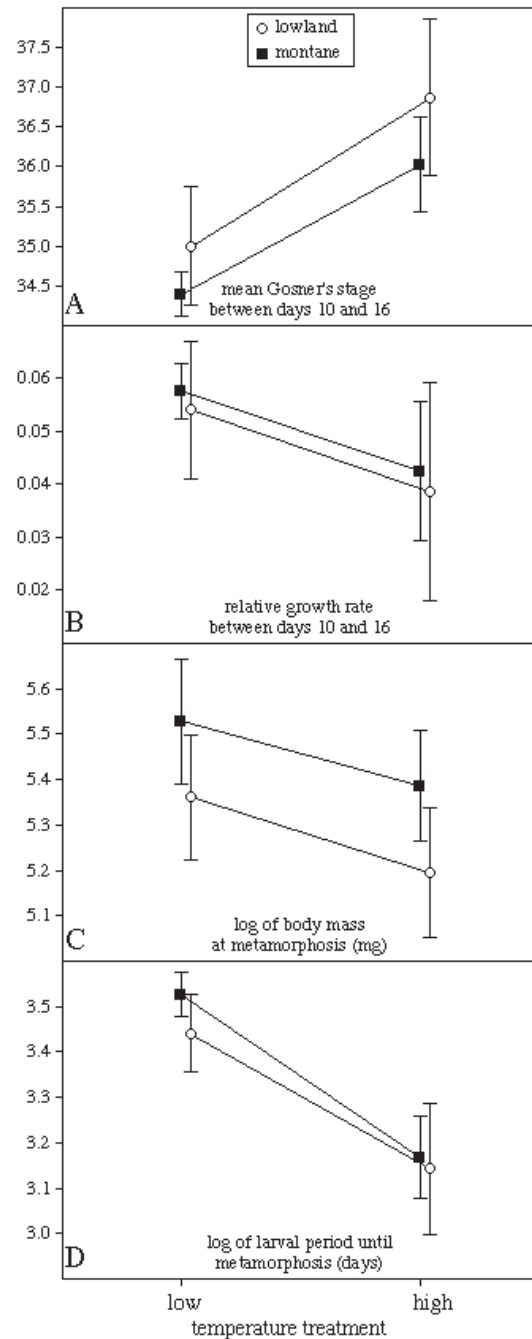 lowland
montane
37.5
37.0
36.5
36.0
35.5
35.0
34.5
A
mean Gosner's stage
between days 10 and 16
0.06
0.05
0.04
0.03
0.02
B
relative growth rate
between days 10 and 16
5.6
5.5
5.4
5.3
5.2
5.1
C
log of body mass
at metamorphosis (mg)
3.5
3.4
3.3
3.2
3.1
3.0
D
log of larval period until
metamorphosis (days)
low high
temperature treatment